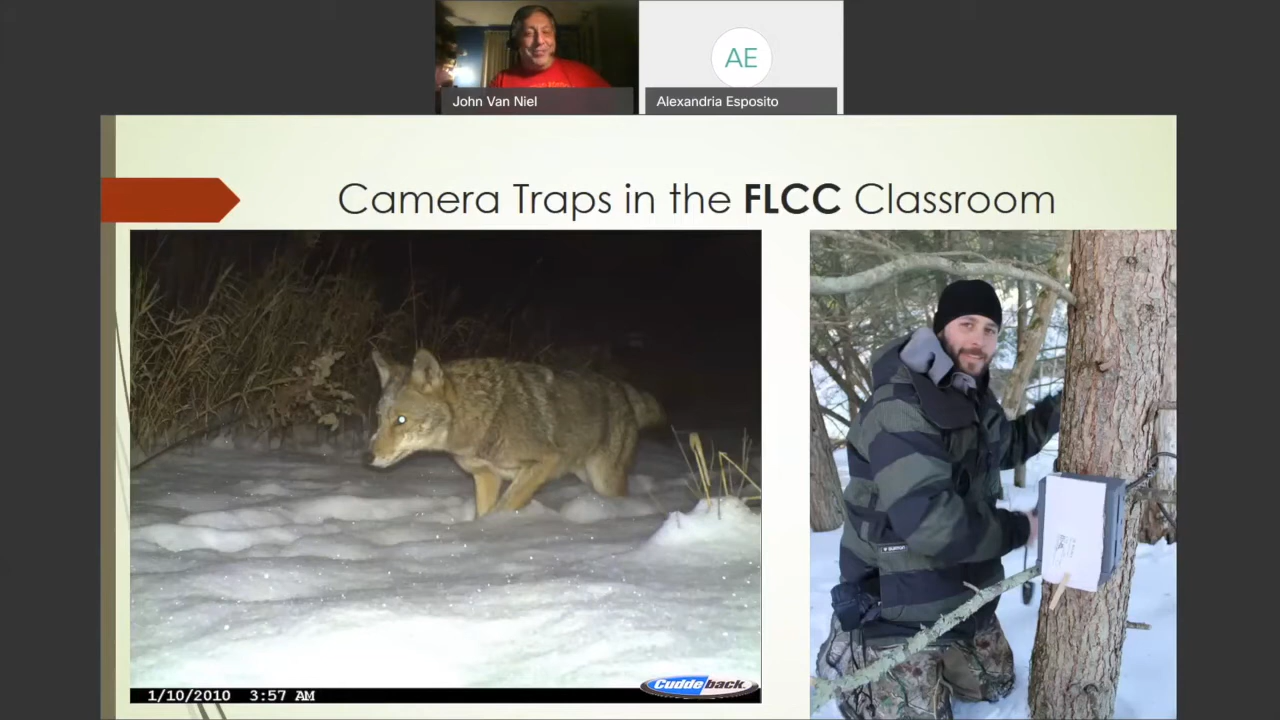 AE
John Van Niel
Alexandria Esposito
Camera Traps in the FLCC Classroom
1/10/2010 3:57 AM
Cuddeback